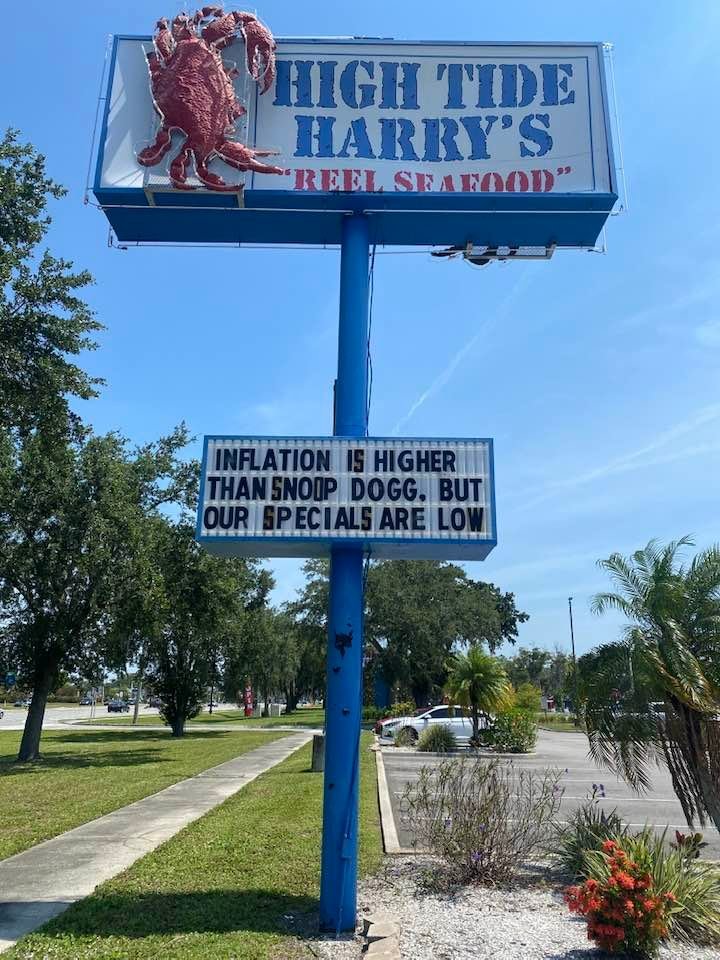 HIGH TIDE
HARRY'S
"REEL SEAFOOD"
INFLATION IS HIGHER
THAN SNOOP DOGG, BUT
OUR SPECIALS ARE LOW